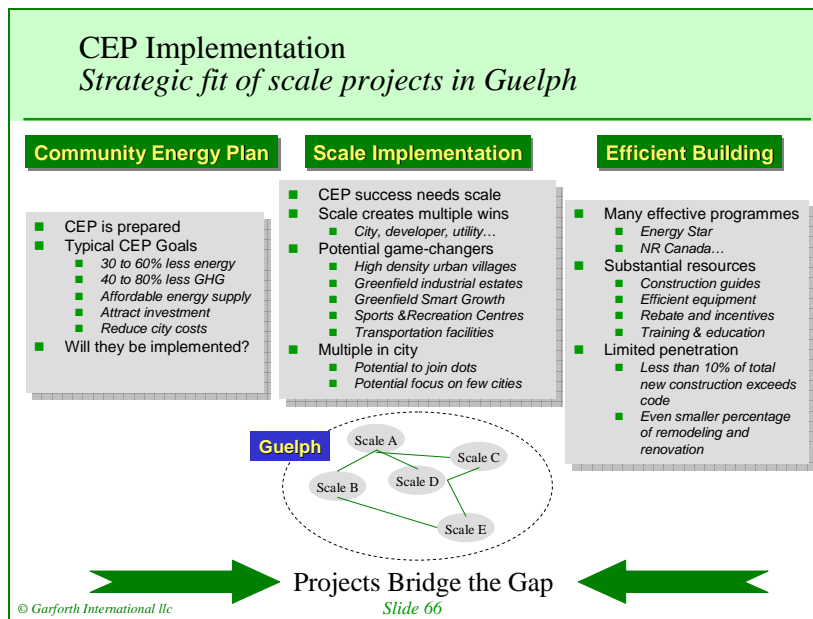 CEP Implementation
Strategic fit of scale projects in Guelph
Community Energy Plan
CEP is prepared
Typical CEP Goals
30 to 60% less energy
40 to 80% less GHG
Affordable energy supply
Attract investment
Reduce city costs
Will they be implemented?
Scale Implementation
CEP success needs scale
Scale creates multiple wins
City, developer, utility…
Potential game-changers
High density urban villages
Greenfield industrial estates
Greenfield Smart Growth
Sports &Recreation Centres
Transportation facilities
Multiple in city
Potential to join dots
Potential focus on few cities
Efficient Building
Many effective programmes
Energy Star
NR Canada…
Substantial resources
Construction guides
Efficient equipment
Rebate and incentives
Training & education
Limited penetration
Less than 10% of total
new construction exceeds
code
Even smaller percentage
of remodeling and
renovation
Guelph
Scale A
Scale C
Scale B
Scale D
Scale E
Projects Bridge the Gap
© Garforth International llc
Slide 66